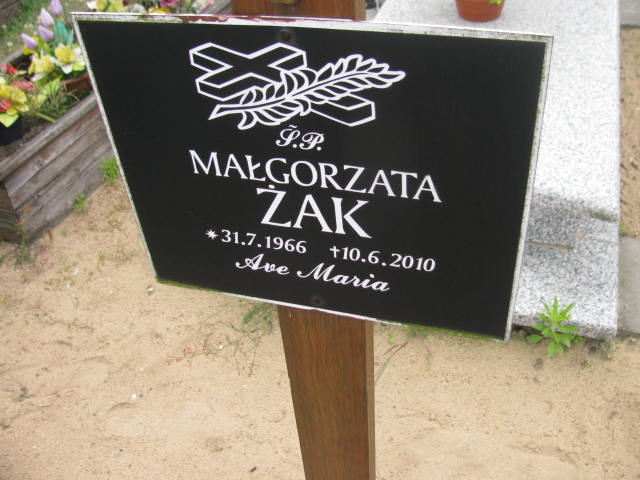 Ś.P.
MAŁGORZATA
ŻAK
*31.7.1966 †10.6.2010
Ave Maria